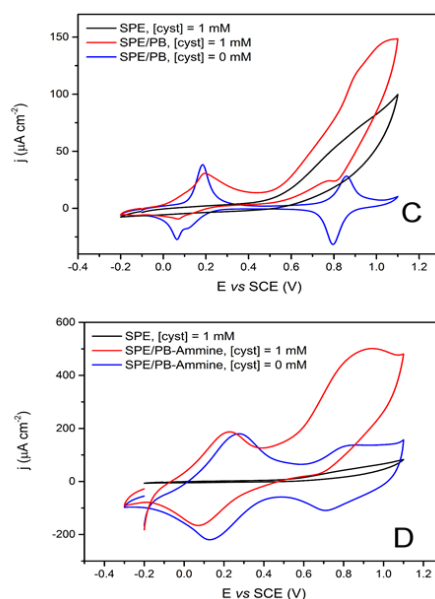 150
100
50
0
j (µA cm⁻²)
SPE, [cyst] = 1 mM
SPE/PB, [cyst] = 1 mM
SPE/PB, [cyst] = 0 mM
C
-0.4 -0.2 0.0 0.2 0.4 0.6 0.8 1.0 1.2
E vs SCE (V)
600
400
200
0
-200
j (µA cm⁻²)
SPE, [cyst] = 1 mM
SPE/PB-Ammine, [cyst] = 1 mM
SPE/PB-Ammine, [cyst] = 0 mM
D
-0.4 -0.2 0.0 0.2 0.4 0.6 0.8 1.0 1.2
E vs SCE (V)